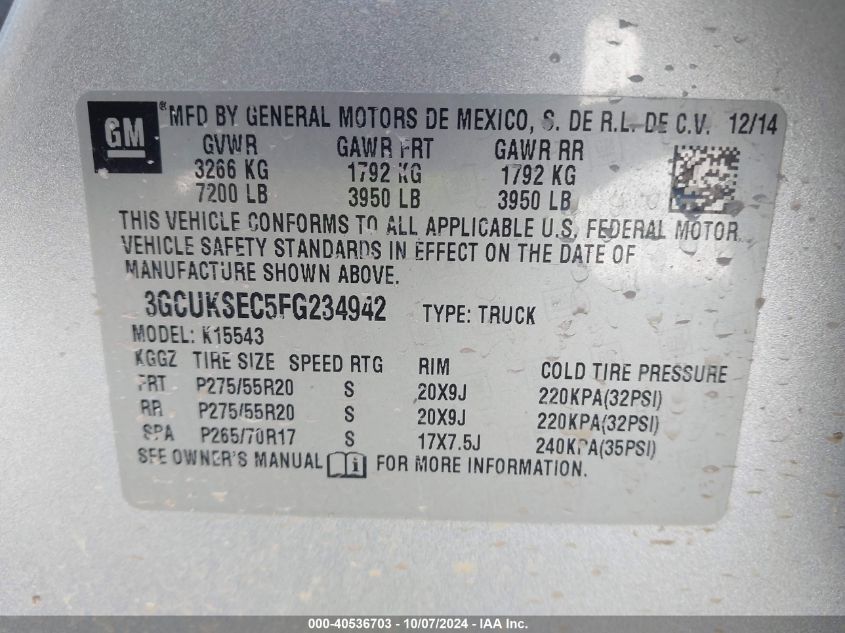 GM ® MFD BY GENERAL MOTORS DE MEXICO, S. DE R.L. DE C.V. 12/14
GVWR GAWR FRT GAWR RR
3266 KG 1792 KG 1792 KG
7200 LB 3950 LB 3950 LB
THIS VEHICLE CONFORMS TO ALL APPLICABLE U.S. FEDERAL MOTOR
VEHICLE SAFETY STANDARDS IN EFFECT ON THE DATE OF
MANUFACTURE SHOWN ABOVE.
3GCUKSEC5FG234942 TYPE: TRUCK
MODEL: K15543
KGGZ TIRE SIZE SPEED RTG RIM COLD TIRE PRESSURE
FRT P275/55R20 S 20X9J 220KPA(32PSI)
RR P275/55R20 S 20X9J 220KPA(32PSI)
SPA P265/70R17 S 17X7.5J 240KPA(35PSI)
SEE OWNER'S MANUAL FOR MORE INFORMATION.
000-40536703 - 10/07/2024 - IAA Inc.